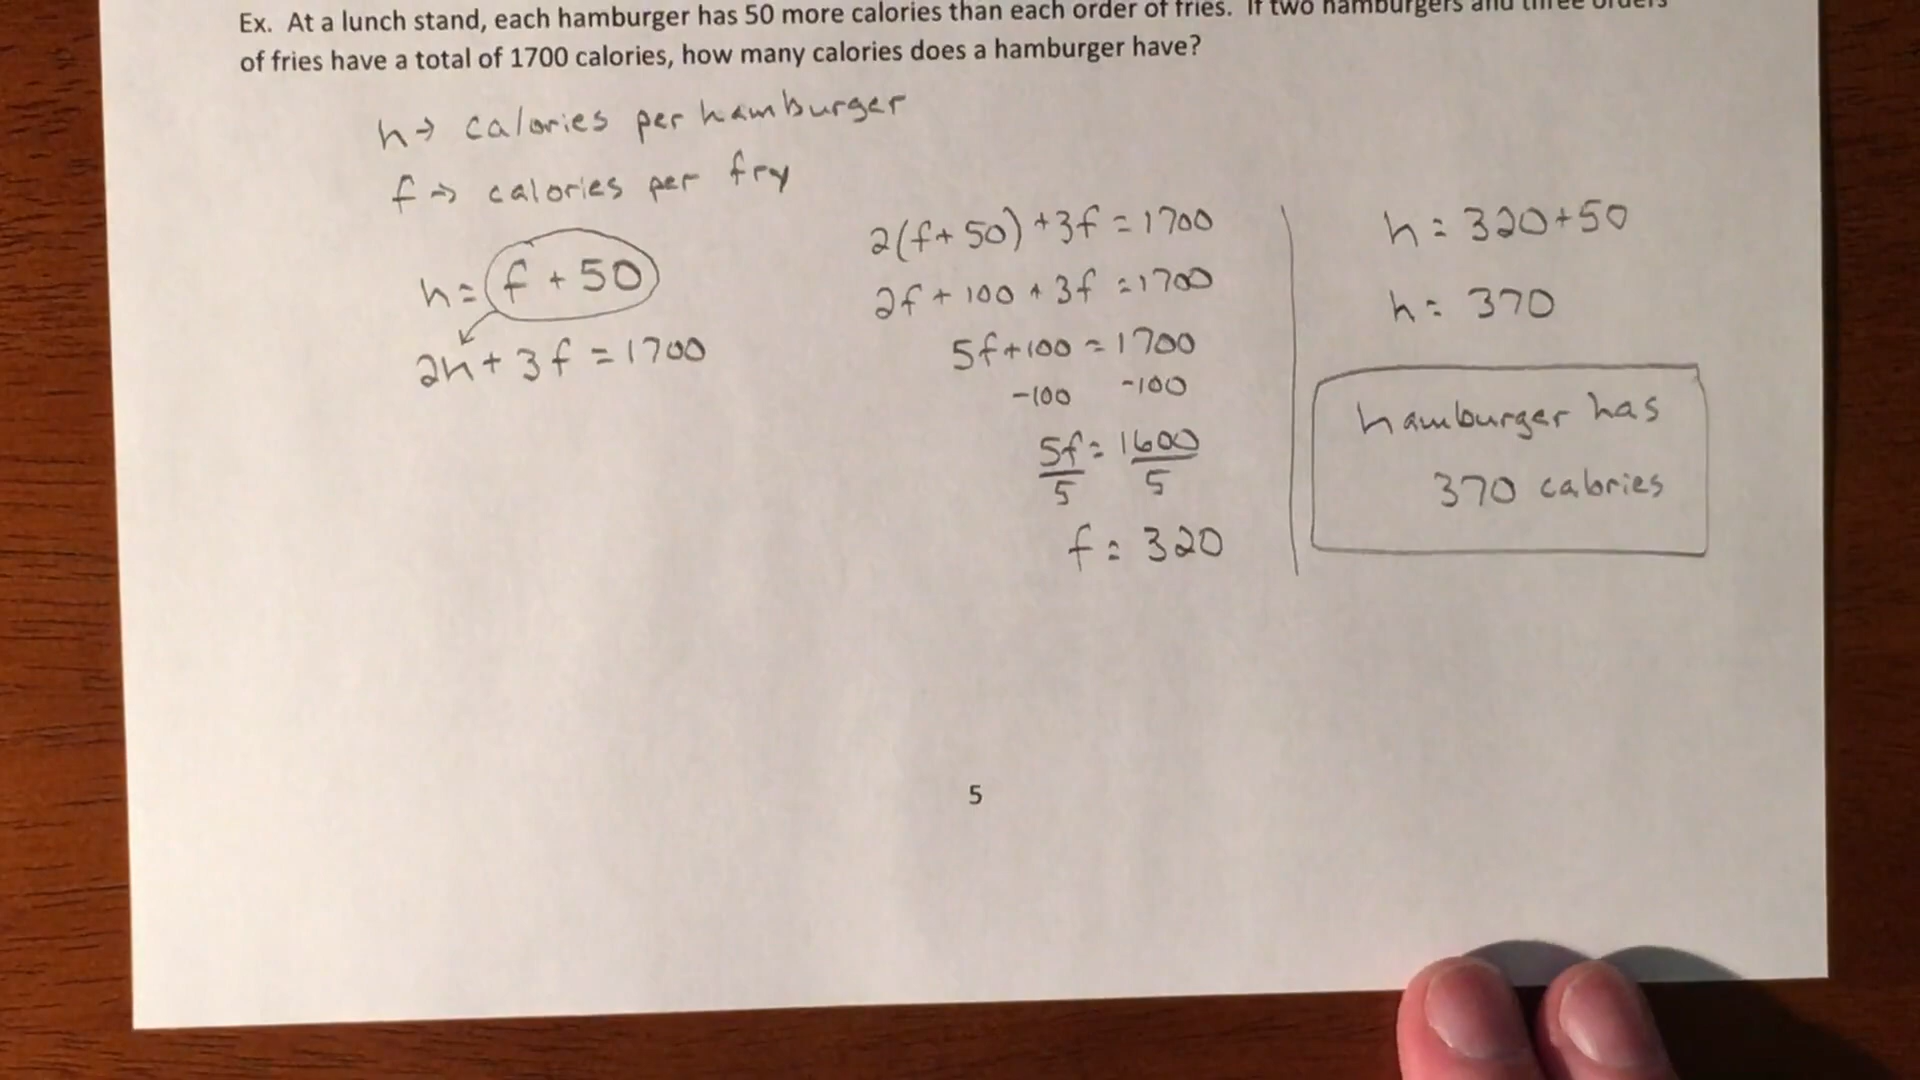 Ex. At a lunch stand, each hamburger has 50 more calories than each order of fries. If two hamburgers and three orders
of fries have a total of 1700 calories, how many calories does a hamburger have?
h → calories per hamburger
f → calories per fry
h = f + 50
2h + 3f = 1700
2(f + 50) + 3f = 1700
2f + 100 + 3f = 1700
5f + 100 = 1700
-100 -100
5f = 1600
5 5
f = 320
h = 320 + 50
h = 370
hamburger has
370 calories
5